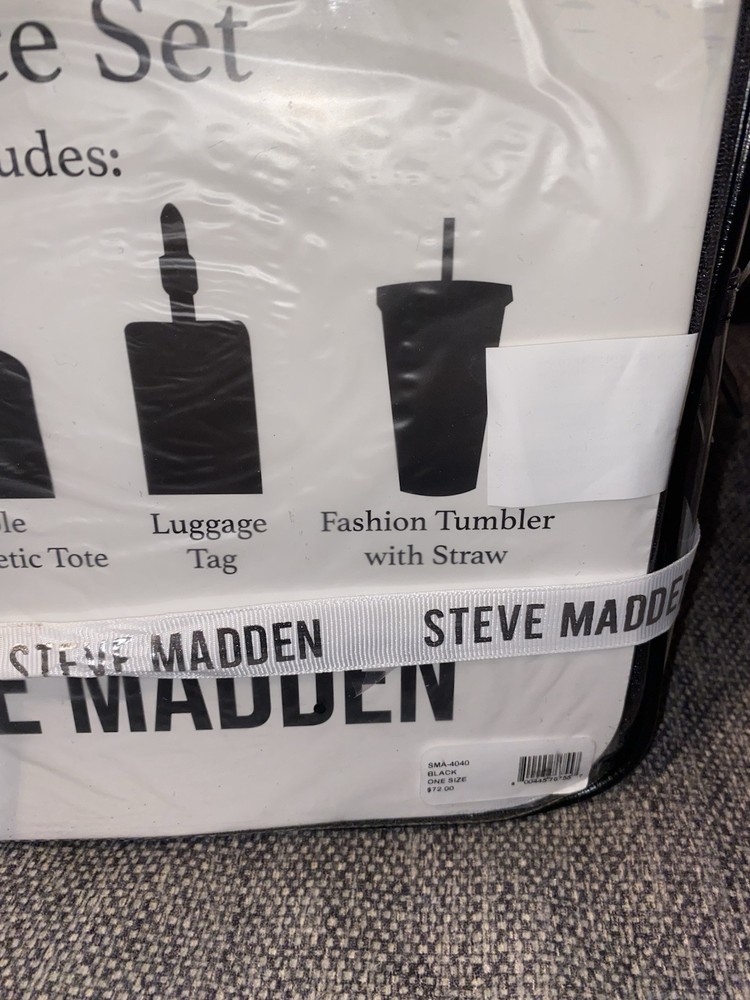 te Set
udes:
le
etic Tote
Luggage
Tag
Fashion Tumbler
with Straw
STEVE MADDEN
STEVE MADDE
E MADDEN
SMA-4040
BLACK
ONE SIZE
$72.00